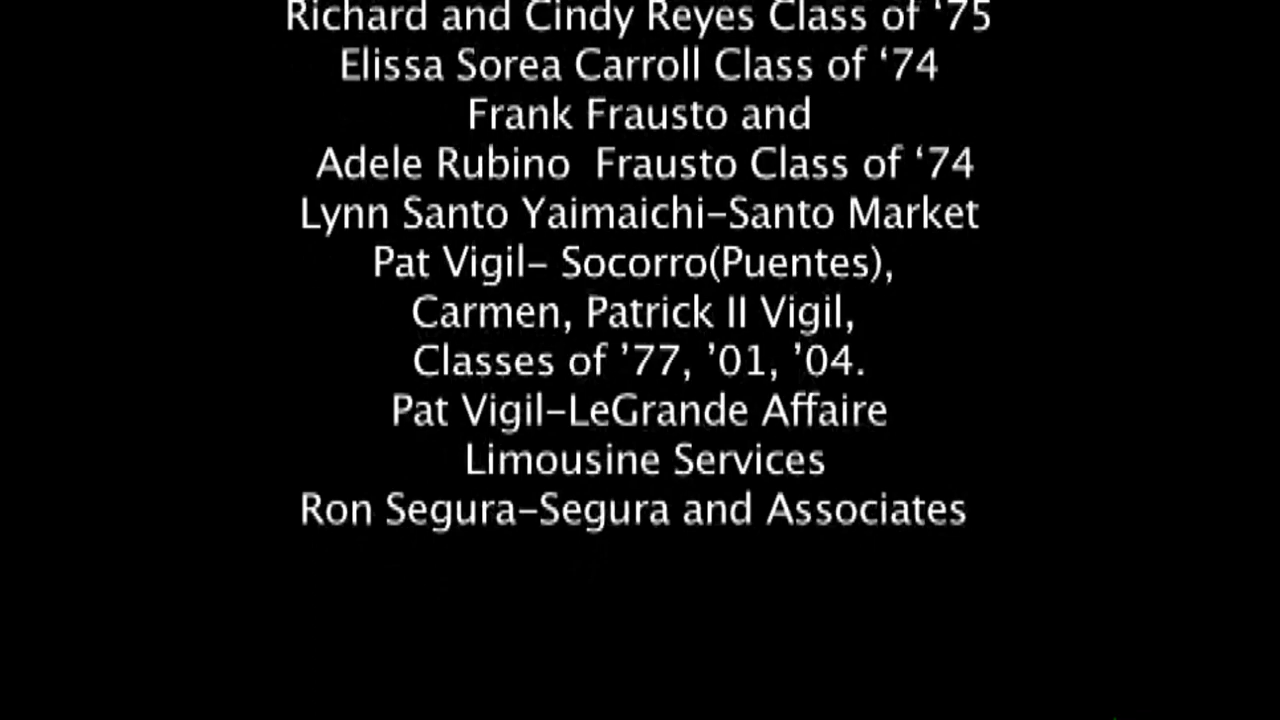 Richard and Cindy Reyes Class of ‘75
Elissa Sorea Carroll Class of ‘74
Frank Frausto and
Adele Rubino  Frausto Class of ‘74
Lynn Santo Yaimaichi–Santo Market
Pat Vigil– Socorro(Puentes),
Carmen, Patrick II Vigil,
Classes of ’77, ’01, ’04.
Pat Vigil–LeGrande Affaire
Limousine Services
Ron Segura–Segura and Associates